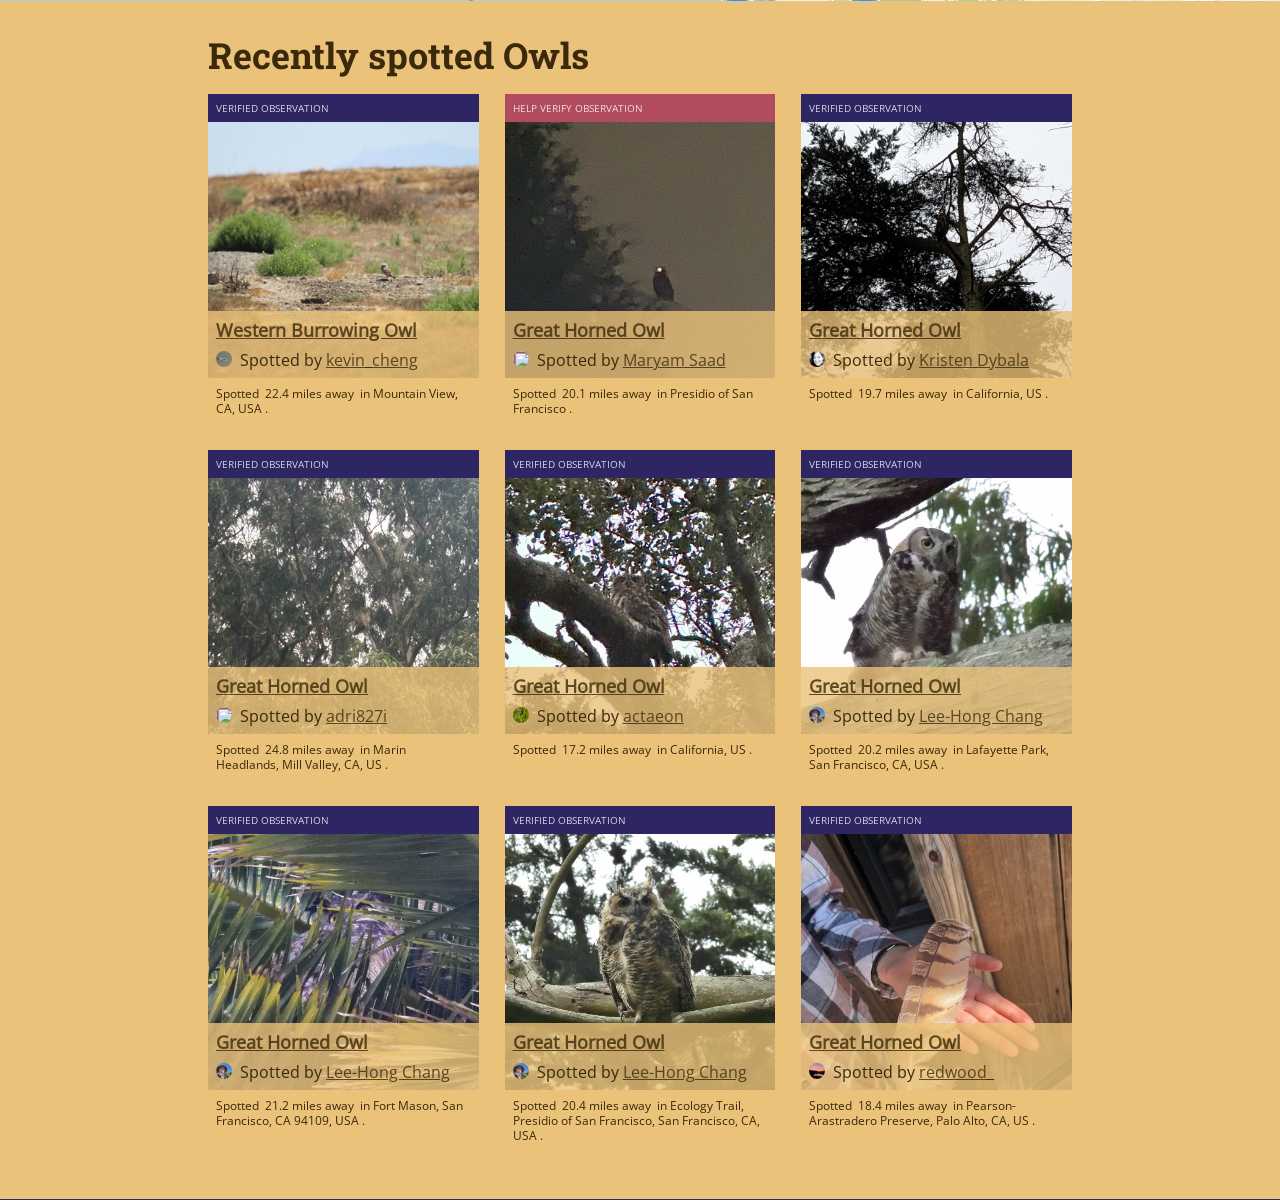 Recently spotted Owls
VERIFIED OBSERVATION
Western Burrowing Owl
Spotted by kevin_cheng
Spotted 22.4 miles away in Mountain View,
CA, USA .
HELP VERIFY OBSERVATION
Great Horned Owl
Spotted by Maryam Saad
Spotted 20.1 miles away in Presidio of San
Francisco .
VERIFIED OBSERVATION
Great Horned Owl
Spotted by Kristen Dybala
Spotted 19.7 miles away in California, US .
VERIFIED OBSERVATION
Great Horned Owl
Spotted by adri827i
Spotted 24.8 miles away in Marin
Headlands, Mill Valley, CA, US .
VERIFIED OBSERVATION
Great Horned Owl
Spotted by actaeon
Spotted 17.2 miles away in California, US .
VERIFIED OBSERVATION
Great Horned Owl
Spotted by Lee-Hong Chang
Spotted 20.2 miles away in Lafayette Park,
San Francisco, CA, USA .
VERIFIED OBSERVATION
Great Horned Owl
Spotted by Lee-Hong Chang
Spotted 21.2 miles away in Fort Mason, San
Francisco, CA 94109, USA .
VERIFIED OBSERVATION
Great Horned Owl
Spotted by Lee-Hong Chang
Spotted 20.4 miles away in Ecology Trail,
Presidio of San Francisco, San Francisco, CA,
USA .
VERIFIED OBSERVATION
Great Horned Owl
Spotted by redwood_
Spotted 18.4 miles away in Pearson-
Arastradero Preserve, Palo Alto, CA, US .